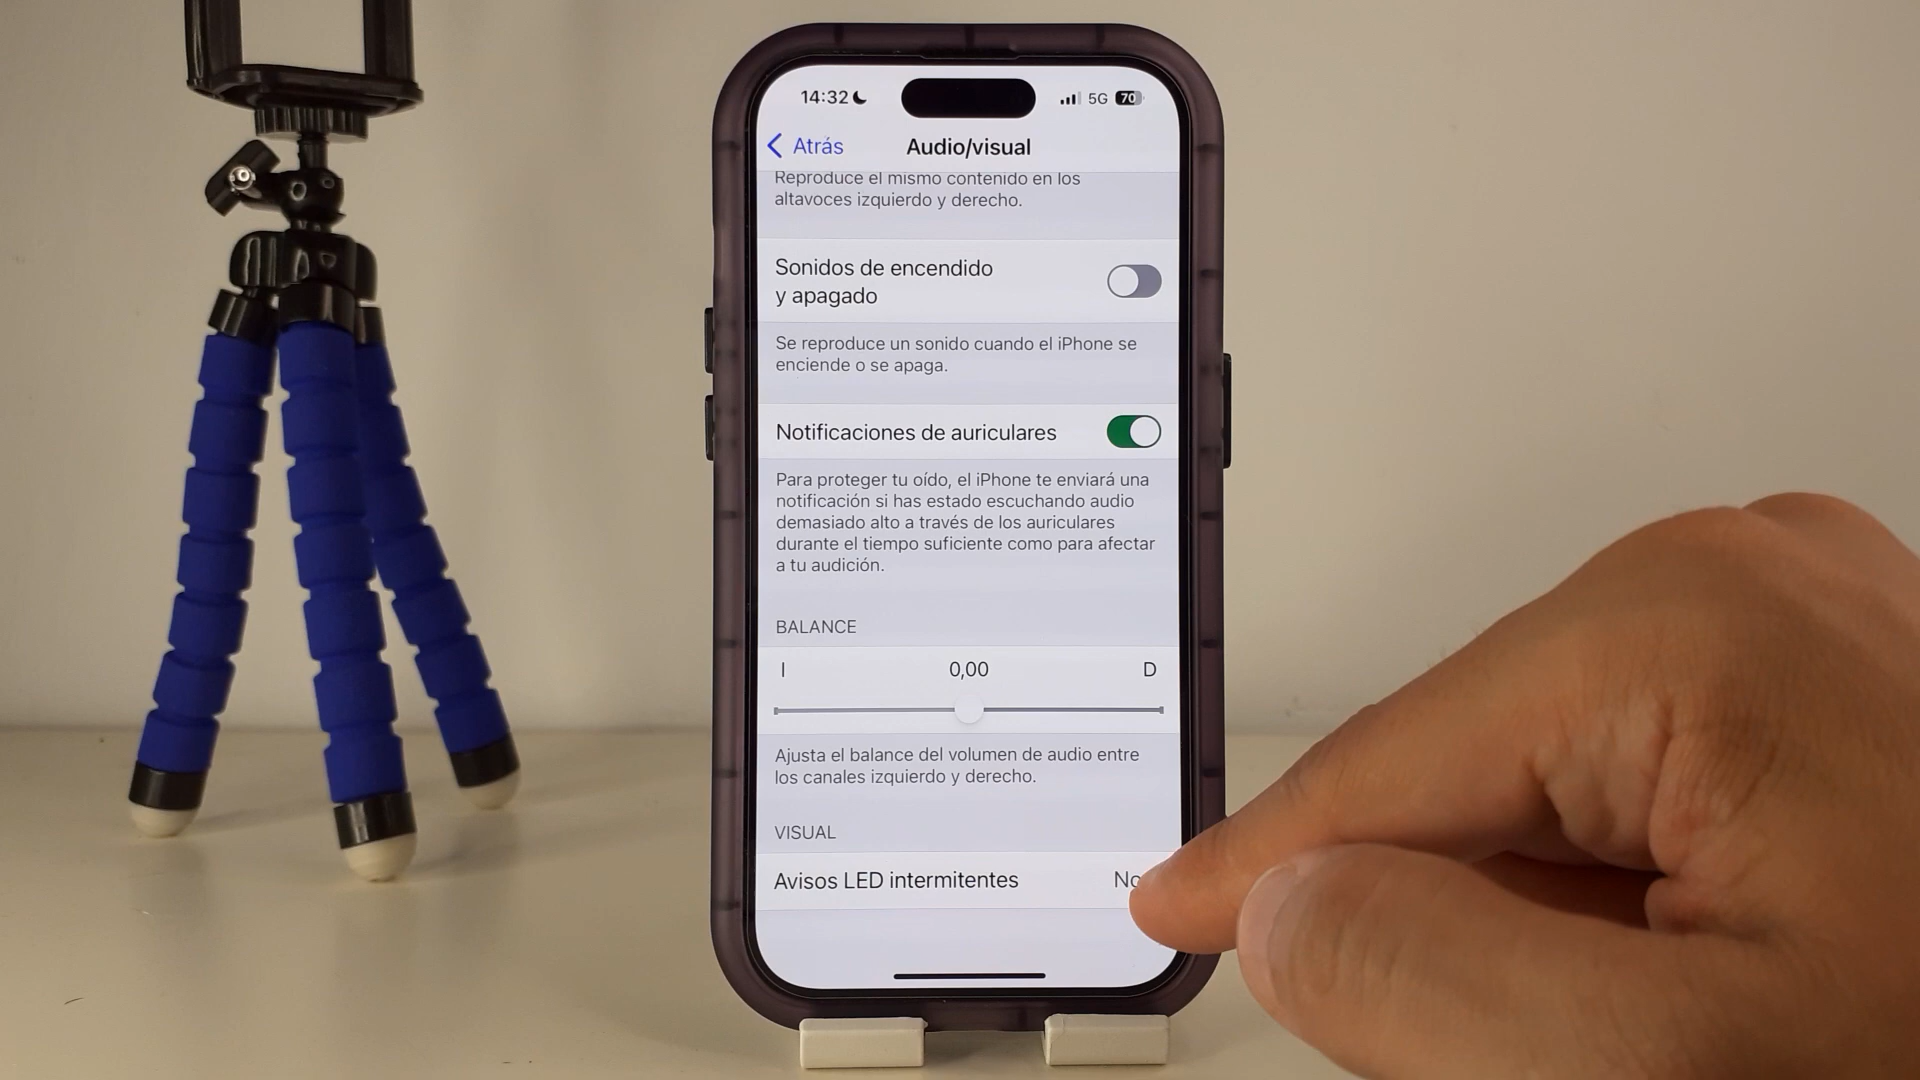 14:32
5G 70
Atrás
Audio/visual
Reproduce el mismo contenido en los
altavoces izquierdo y derecho.
Sonidos de encendido
y apagado
Se reproduce un sonido cuando el iPhone se
enciende o se apaga.
Notificaciones de auriculares
Para proteger tu oído, el iPhone te enviará una
notificación si has estado escuchando audio
demasiado alto a través de los auriculares
durante el tiempo suficiente como para afectar
a tu audición.
BALANCE
I 0,00 D
Ajusta el balance del volumen de audio entre
los canales izquierdo y derecho.
VISUAL
Avisos LED intermitentes No